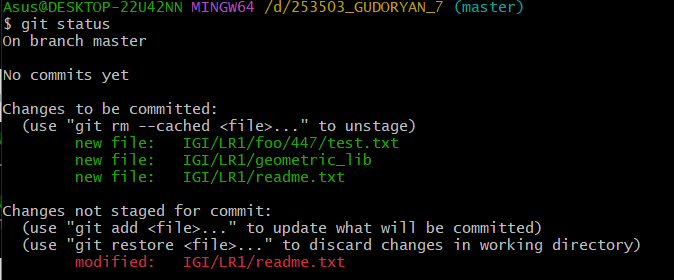 Asus@DESKTOP-22U42NN MINGW64 /d/253503_GUDORYAN_7 (master)
$ git status
On branch master
No commits yet
Changes to be committed:
(use "git rm --cached <file>..." to unstage)
new file: IGI/LR1/foo/447/test.txt
new file: IGI/LR1/geometric_lib
new file: IGI/LR1/readme.txt
Changes not staged for commit:
(use "git add <file>..." to update what will be committed)
(use "git restore <file>..." to discard changes in working directory)
modified: IGI/LR1/readme.txt